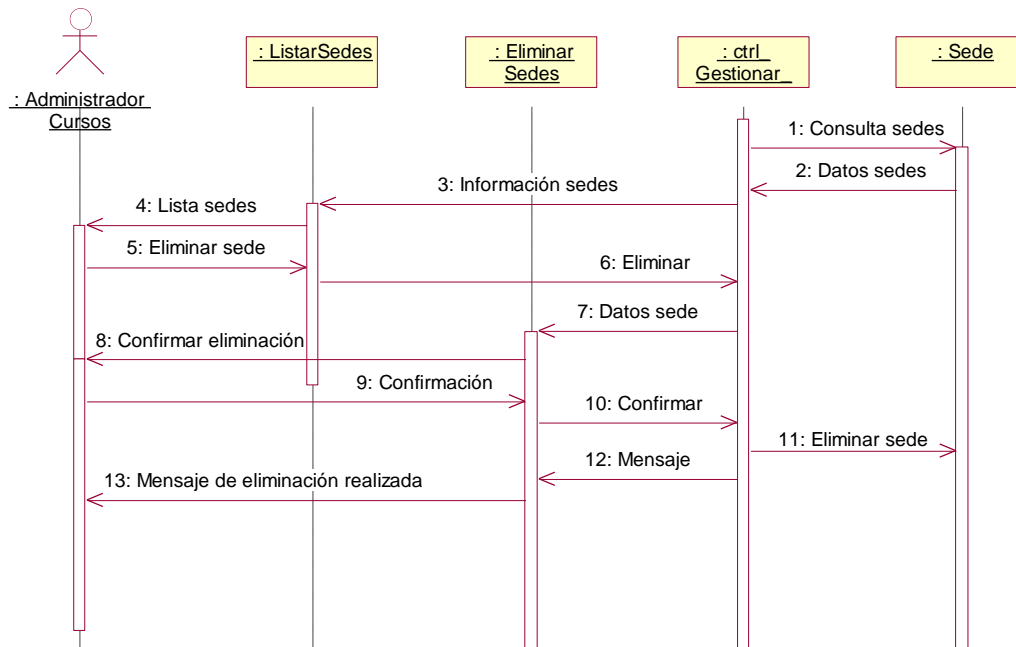 : Administrador
Cursos
: ListarSedes
: Eliminar
Sedes
: ctrl_
Gestionar_
: Sede
1: Consulta sedes
2: Datos sedes
3: Información sedes
4: Lista sedes
5: Eliminar sede
6: Eliminar
7: Datos sede
8: Confirmar eliminación
9: Confirmación
10: Confirmar
11: Eliminar sede
12: Mensaje
13: Mensaje de eliminación realizada